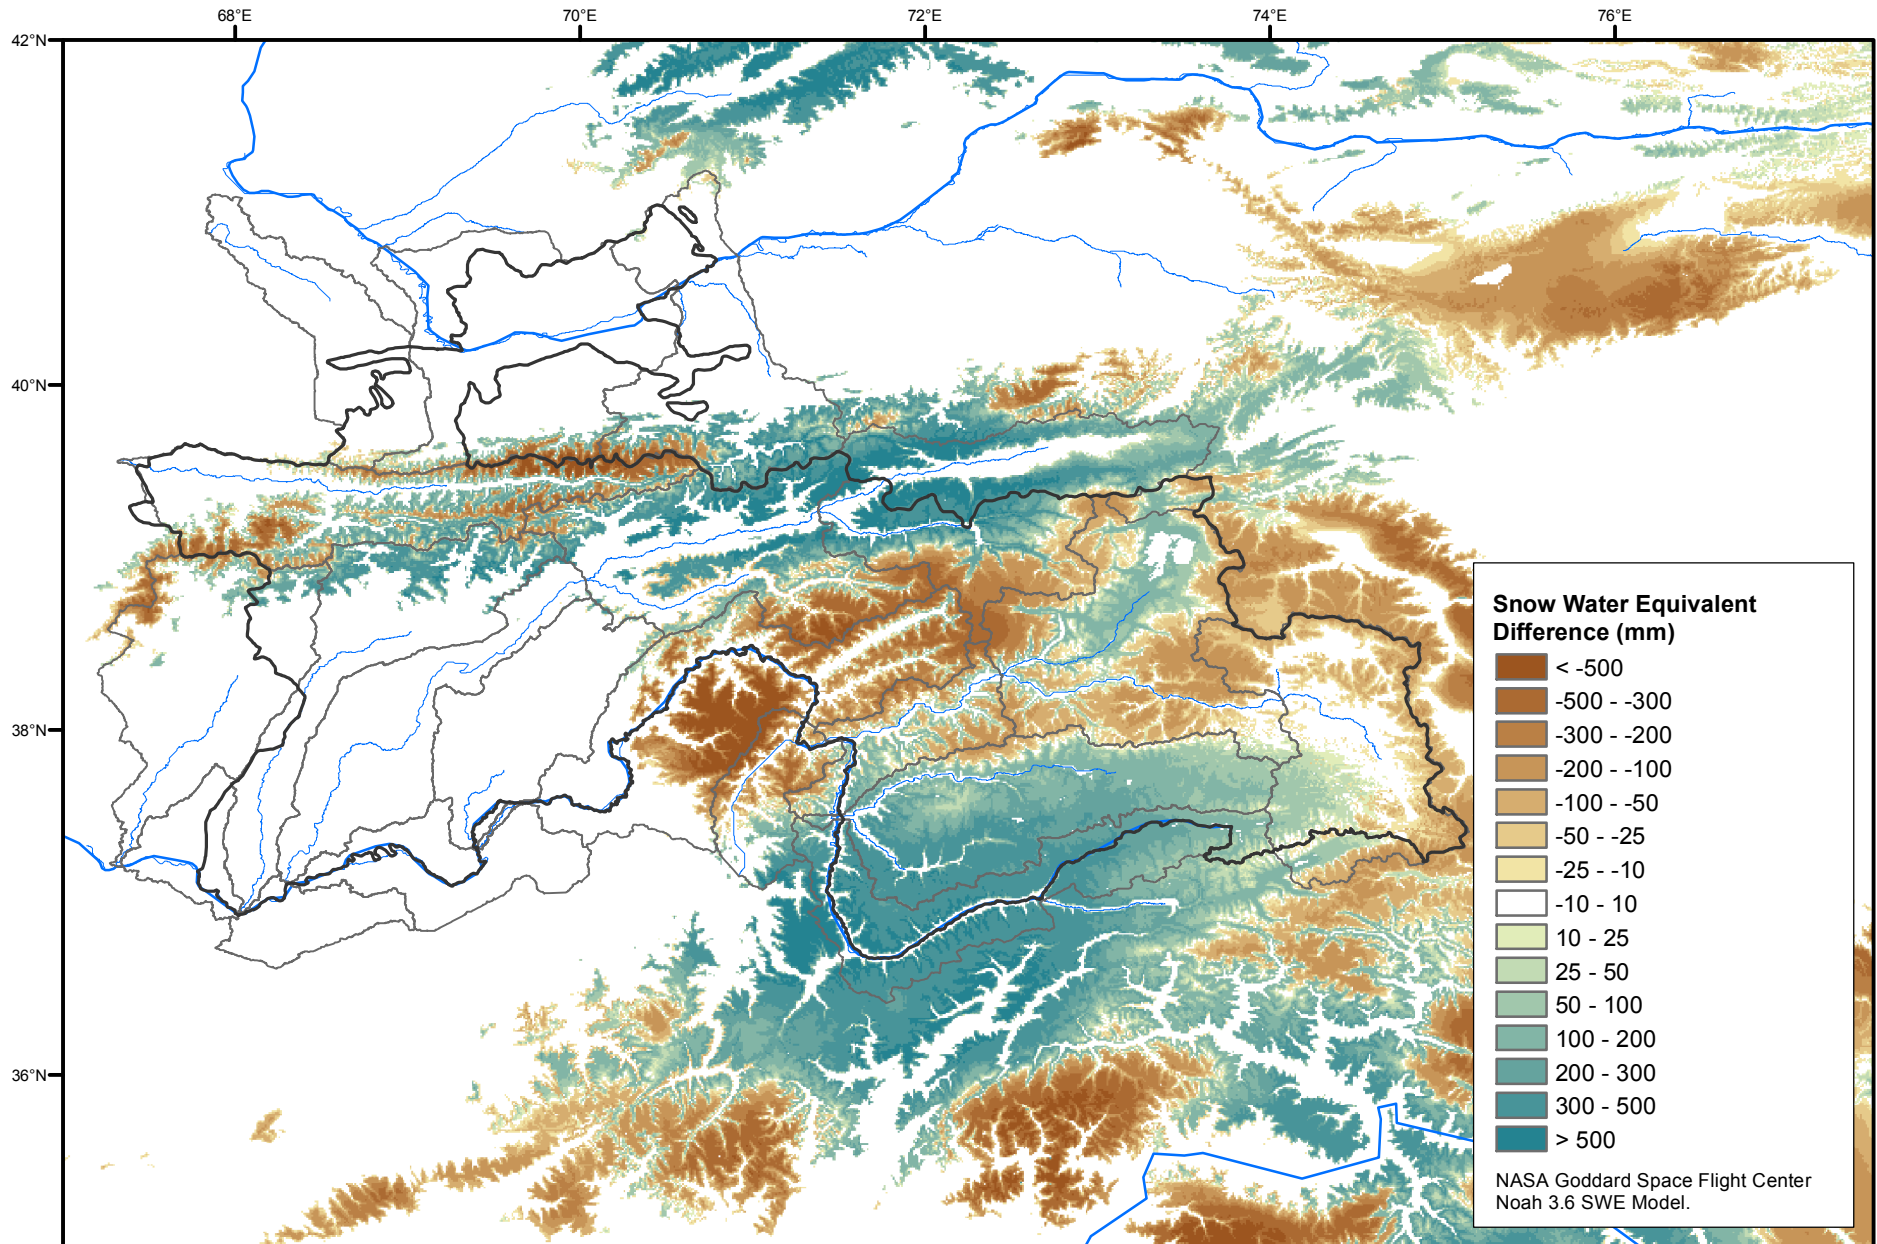 68°E
70°E
72°E
74°E
76°E
42°N
40°N
38°N
36°N
Snow Water Equivalent
Difference (mm)
< -500
-500 - -300
-300 - -200
-200 - -100
-100 - -50
-50 - -25
-25 - -10
-10 - 10
10 - 25
25 - 50
50 - 100
100 - 200
200 - 300
300 - 500
> 500
NASA Goddard Space Flight Center
Noah 3.6 SWE Model.